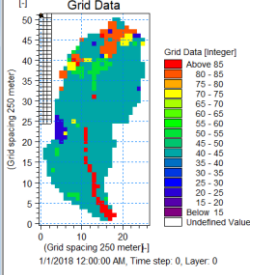 [-]
Grid Data
50
45
40
35
30
25
20
15
10
5
0
(Grid spacing 250 meter)
0 10 20
(Grid spacing 250 meter)[-]
Grid Data [Integer]
Above 85
80 - 85
75 - 80
70 - 75
65 - 70
60 - 65
55 - 60
50 - 55
45 - 50
40 - 45
35 - 40
30 - 35
25 - 30
20 - 25
15 - 20
Below 15
Undefined Value
1/1/2018 12:00:00 AM, Time step: 0, Layer: 0